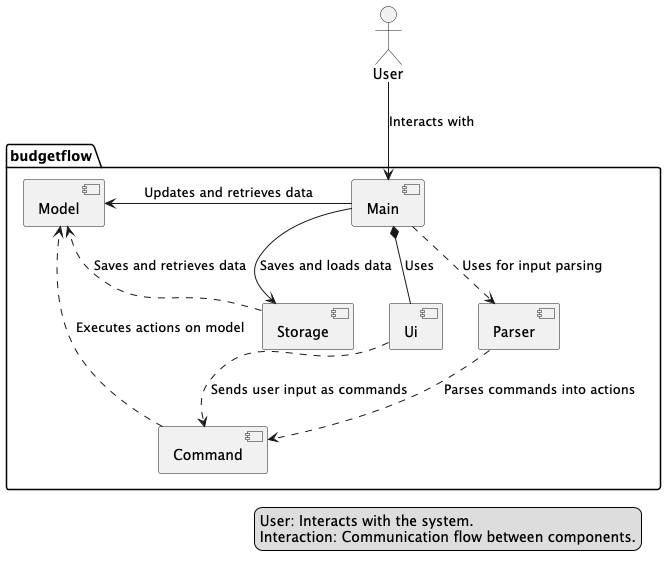 User
Interacts with
budgetflow
Model
Updates and retrieves data
Main
Saves and retrieves data
Saves and loads data
Uses
Uses for input parsing
Executes actions on model
Storage
Ui
Parser
Sends user input as commands
Parses commands into actions
Command
User: Interacts with the system.
Interaction: Communication flow between components.